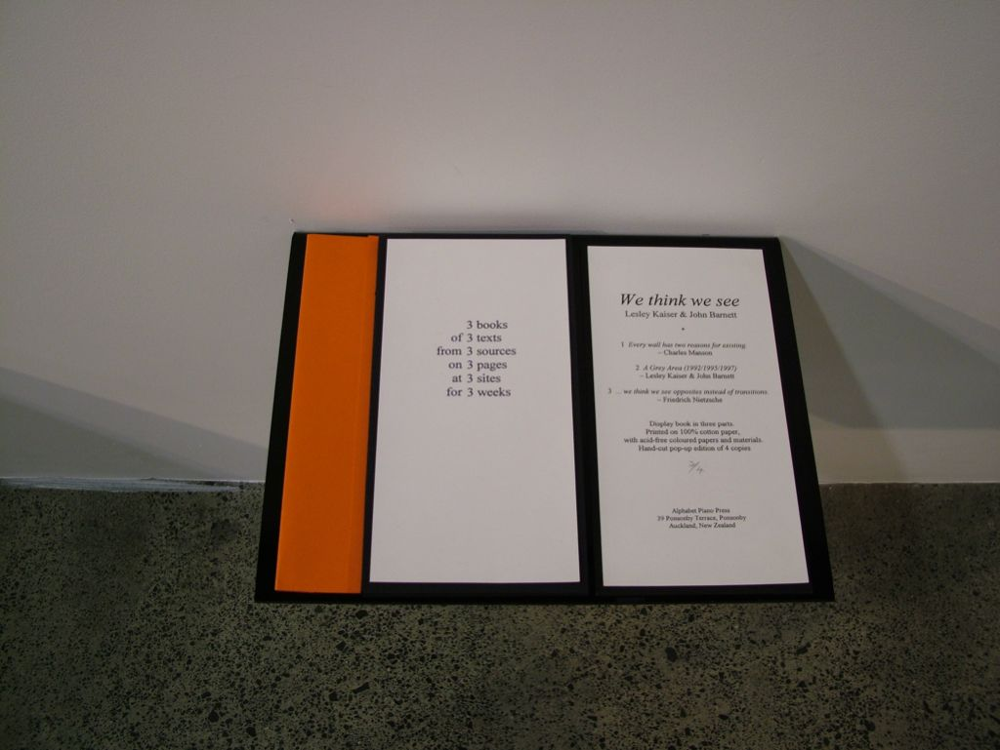 3 books
of 3 texts
from 3 sources
on 3 pages
at 3 sites
for 3 weeks
We think we see
Lesley Kaiser & John Barnett
1 Every wall has two reasons for existing.
– Charles Manson
2 A Grey Area (1992/1995/1997)
– Lesley Kaiser & John Barnett
3 ... we think we see opposites instead of transitions.
– Friedrich Nietzsche
Display book in three parts.
Printed on 100% cotton paper,
with acid-free coloured papers and materials.
Hand-cut pop-up edition of 4 copies
Alphabet Piano Press
39 Ponsonby Terrace, Ponsonby
Auckland, New Zealand